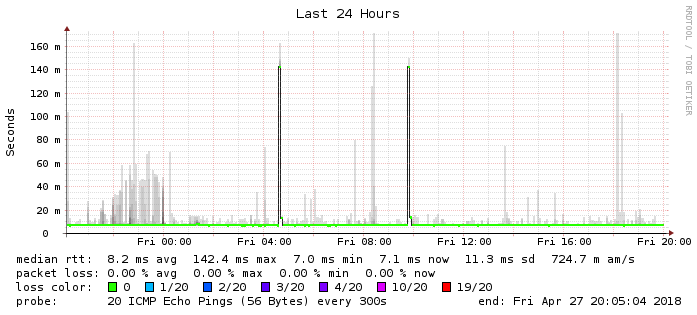 Last 24 Hours
RRDTOOL / TOBI OETIKER
Seconds
160 m
140 m
120 m
100 m
80 m
60 m
40 m
20 m
0
Fri 00:00 Fri 04:00 Fri 08:00 Fri 12:00 Fri 16:00 Fri 20:00
median rtt: 8.2 ms avg 142.4 ms max 7.0 ms min 7.1 ms now 11.3 ms sd 724.7 m am/s
packet loss: 0.00 % avg 0.00 % max 0.00 % min 0.00 % now
loss color: 0 1/20 2/20 3/20 4/20 10/20 19/20
probe: 20 ICMP Echo Pings (56 Bytes) every 300s end: Fri Apr 27 20:05:04 2018